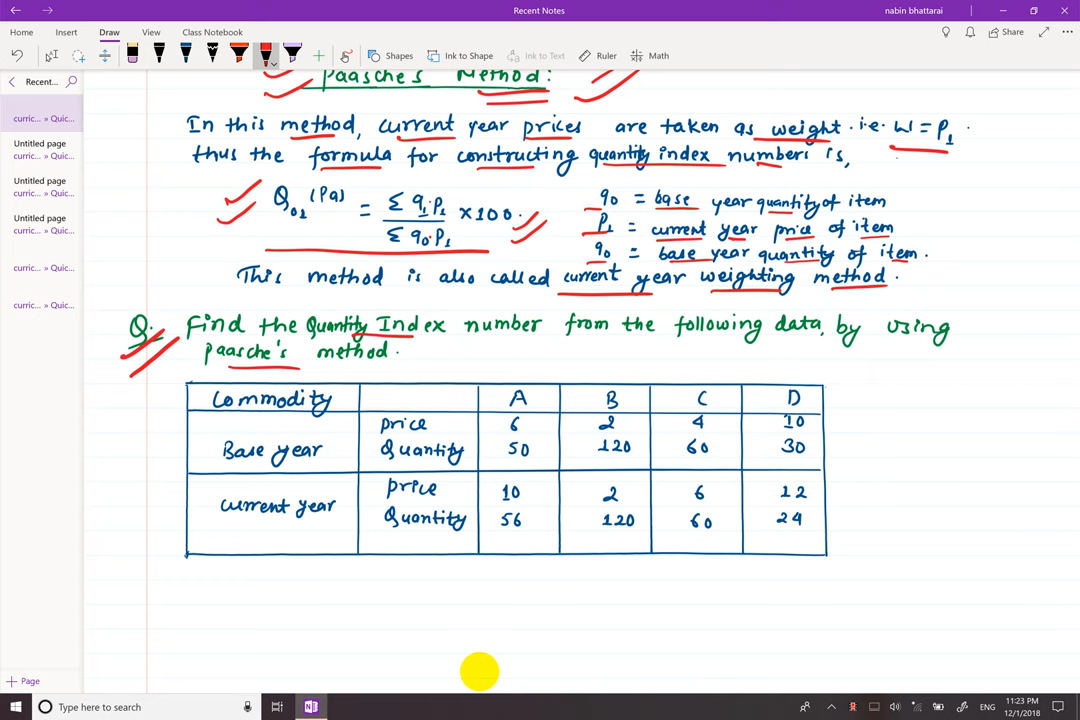 Recent Notes
nabin bhattarai
Home Insert Draw View Class Notebook
Share
Shapes Ink to Shape Ink to Text Ruler Math
Recent...
Paasche's Method:
curric... » Quic...
Untitled page
curric... » Quic...
Untitled page
curric... » Quic...
Untitled page
curric... » Quic...
curric... » Quic...
curric... » Quic...
In this method, current year prices are taken as weight. i.e. W = P₁.
thus the formula for constructing quantity index numbers is,
Q₀₁ (Pa) = Σ q₁P₁ / Σ q₀P₁ × 100.
q₀ = base year quantity of item
P₁ = current year price of item
q₀ = base year quantity of item.
This method is also called current year weighting method.
Q. Find the Quantity Index number from the following data, by using
paasche's method.
Commodity A B C D
Base year price 6 2 4 10
Quantity 50 120 60 30
current year price 10 2 6 12
Quantity 56 120 60 24
+ Page
Type here to search
ENG
11:23 PM
12/1/2018